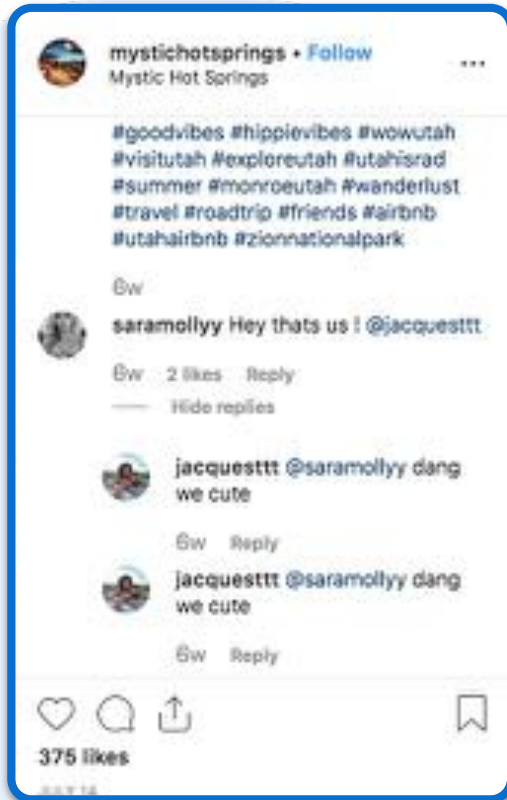 mystichotsprings • Follow
Mystic Hot Springs
#goodvibes #hippievibes #wowutah
#visitutah #exploreutah #utahisrad
#summer #monroeutah #wanderlust
#travel #roadtrip #friends #airbnb
#utahairbnb #zionnationalpark
6w
saramollyy Hey thats us ! @jacquesttt
6w 2 likes Reply
Hide replies
jacquesttt @saramollyy dang
we cute
6w Reply
jacquesttt @saramollyy dang
we cute
6w Reply
375 likes
JULY 14